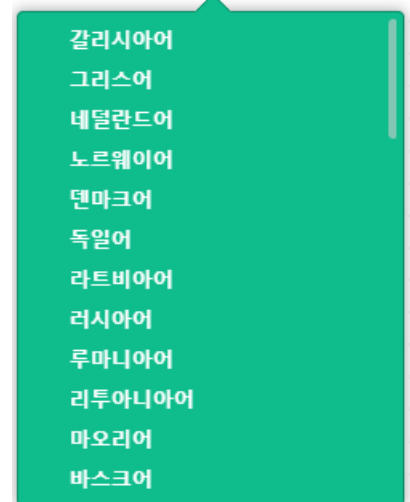 갈리시아어
그리스어
네덜란드어
노르웨이어
덴마크어
독일어
라트비아어
러시아어
루마니아어
리투아니아어
마오리어
바스크어